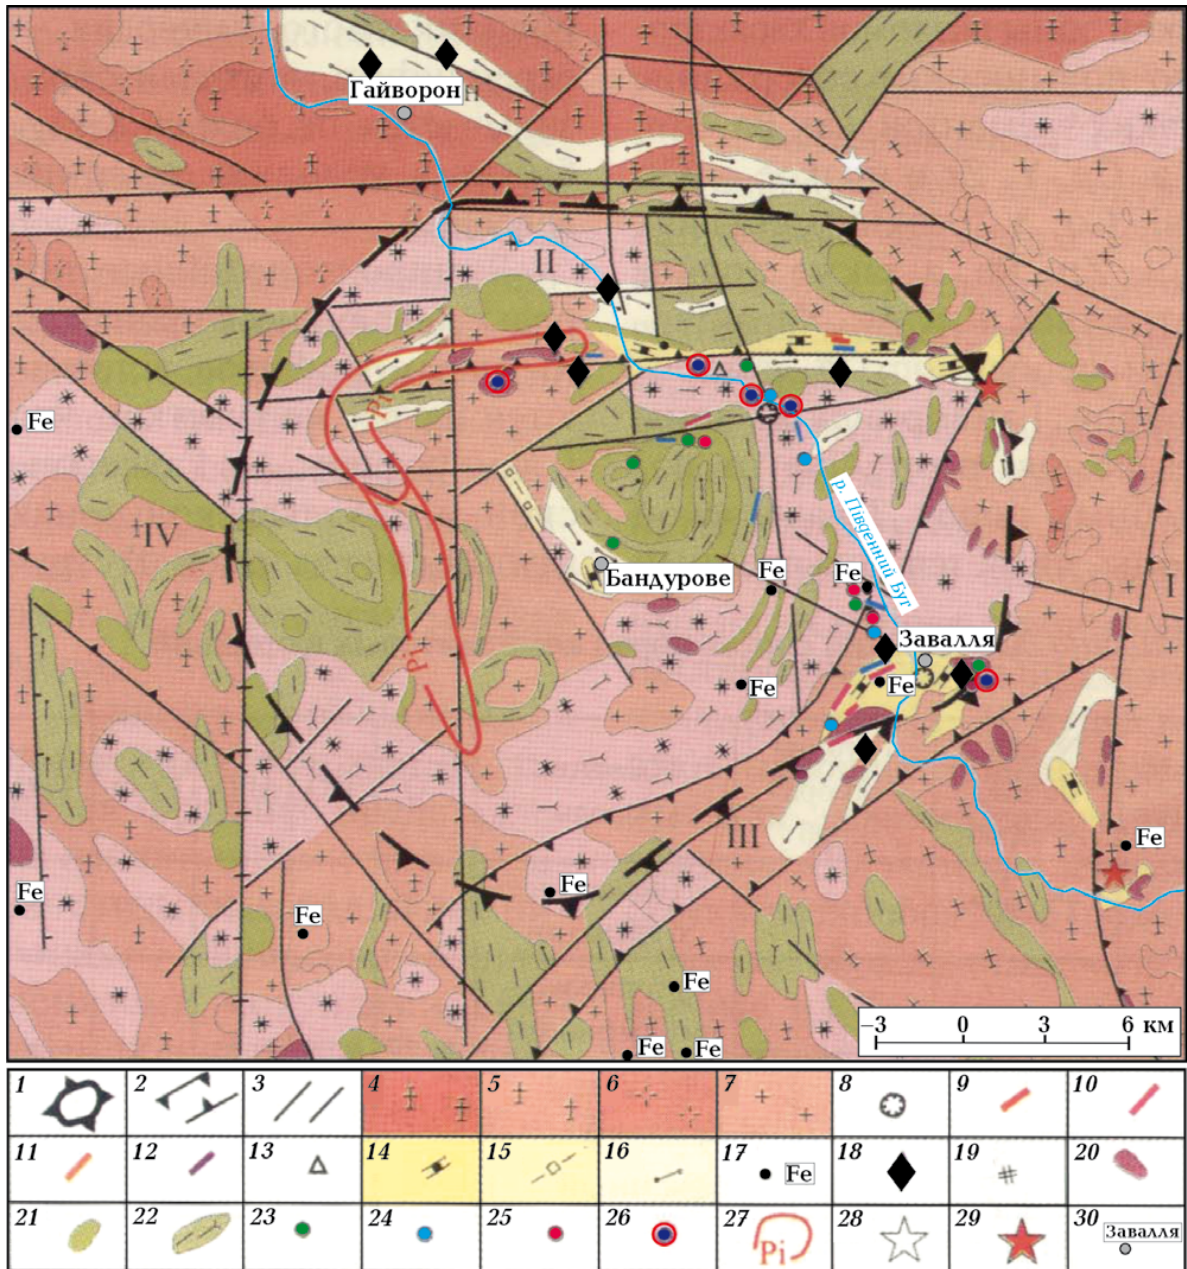 Гайворон
II
Pi
Fe
IV
р. Південний Буг
Бандурове
Fe
Fe
I
Завалля
Pi
Fe
Fe
III
Fe
Fe
Fe
Fe
Fe
Fe
Fe
–3 0 3 6 км
1 2 3 4 5 6 7 8 9 10
11 12 13 14 15 16 17 Fe 18 19 20
21 22 23 24 25 26 27 Pi 28 29 30 Завалля